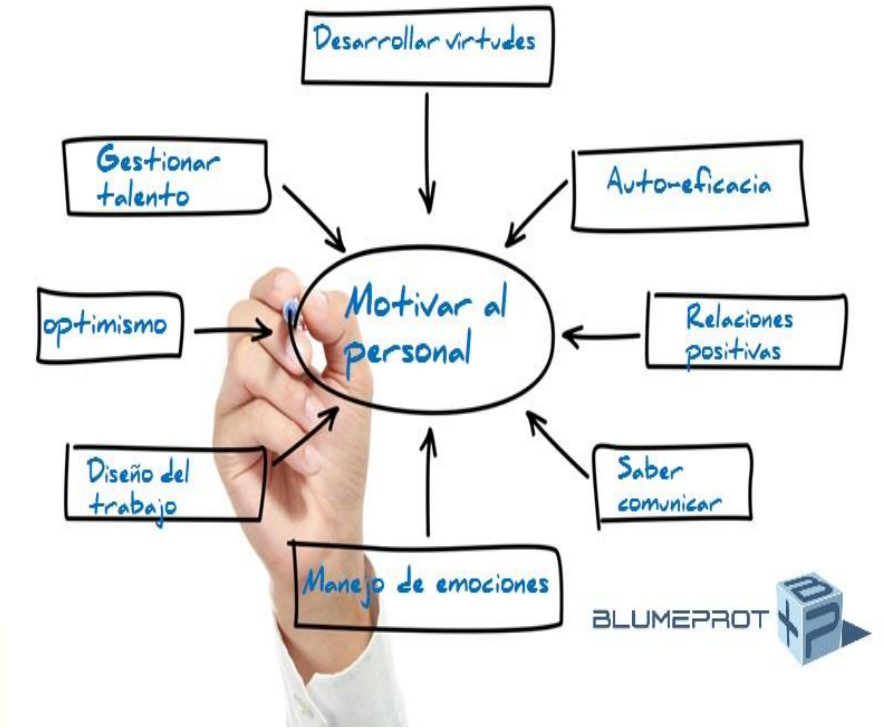 Desarrollar virtudes
Gestionar
talento
Auto-eficacia
optimismo
Motivar al
personal
Relaciones
positivas
Diseño del
trabajo
Saber
comunicar
Manejo de emociones
BLUMEPROT
B
+P